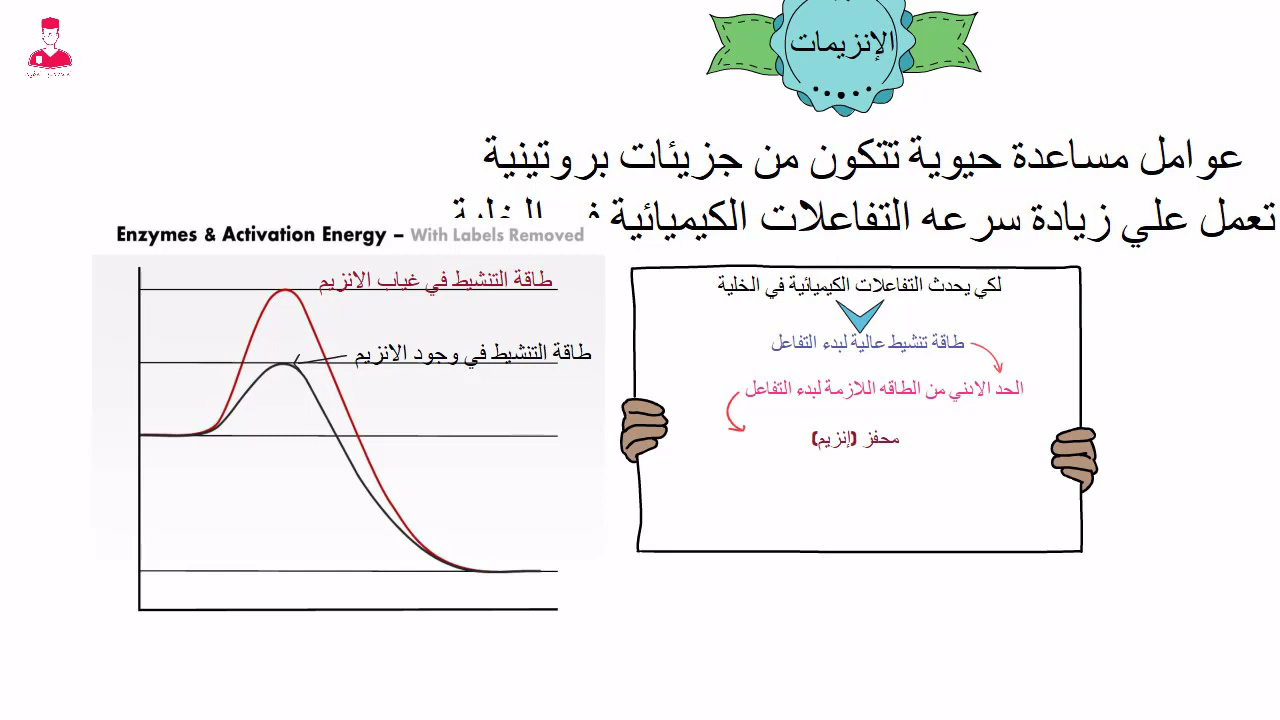 الإنزيمات
عوامل مساعدة حيوية تتكون من جزيئات بروتينية
تعمل علي زيادة سرعه التفاعلات الكيميائية في الخلية
Enzymes & Activation Energy – With Labels Removed
طاقة التنشيط في غياب الانزيم
طاقة التنشيط في وجود الانزيم
لكي يحدث التفاعلات الكيميائية في الخلية
طاقة تنشيط عالية لبدء التفاعل
الحد الادني من الطاقه اللازمة لبدء التفاعل
محفز (إنزيم)